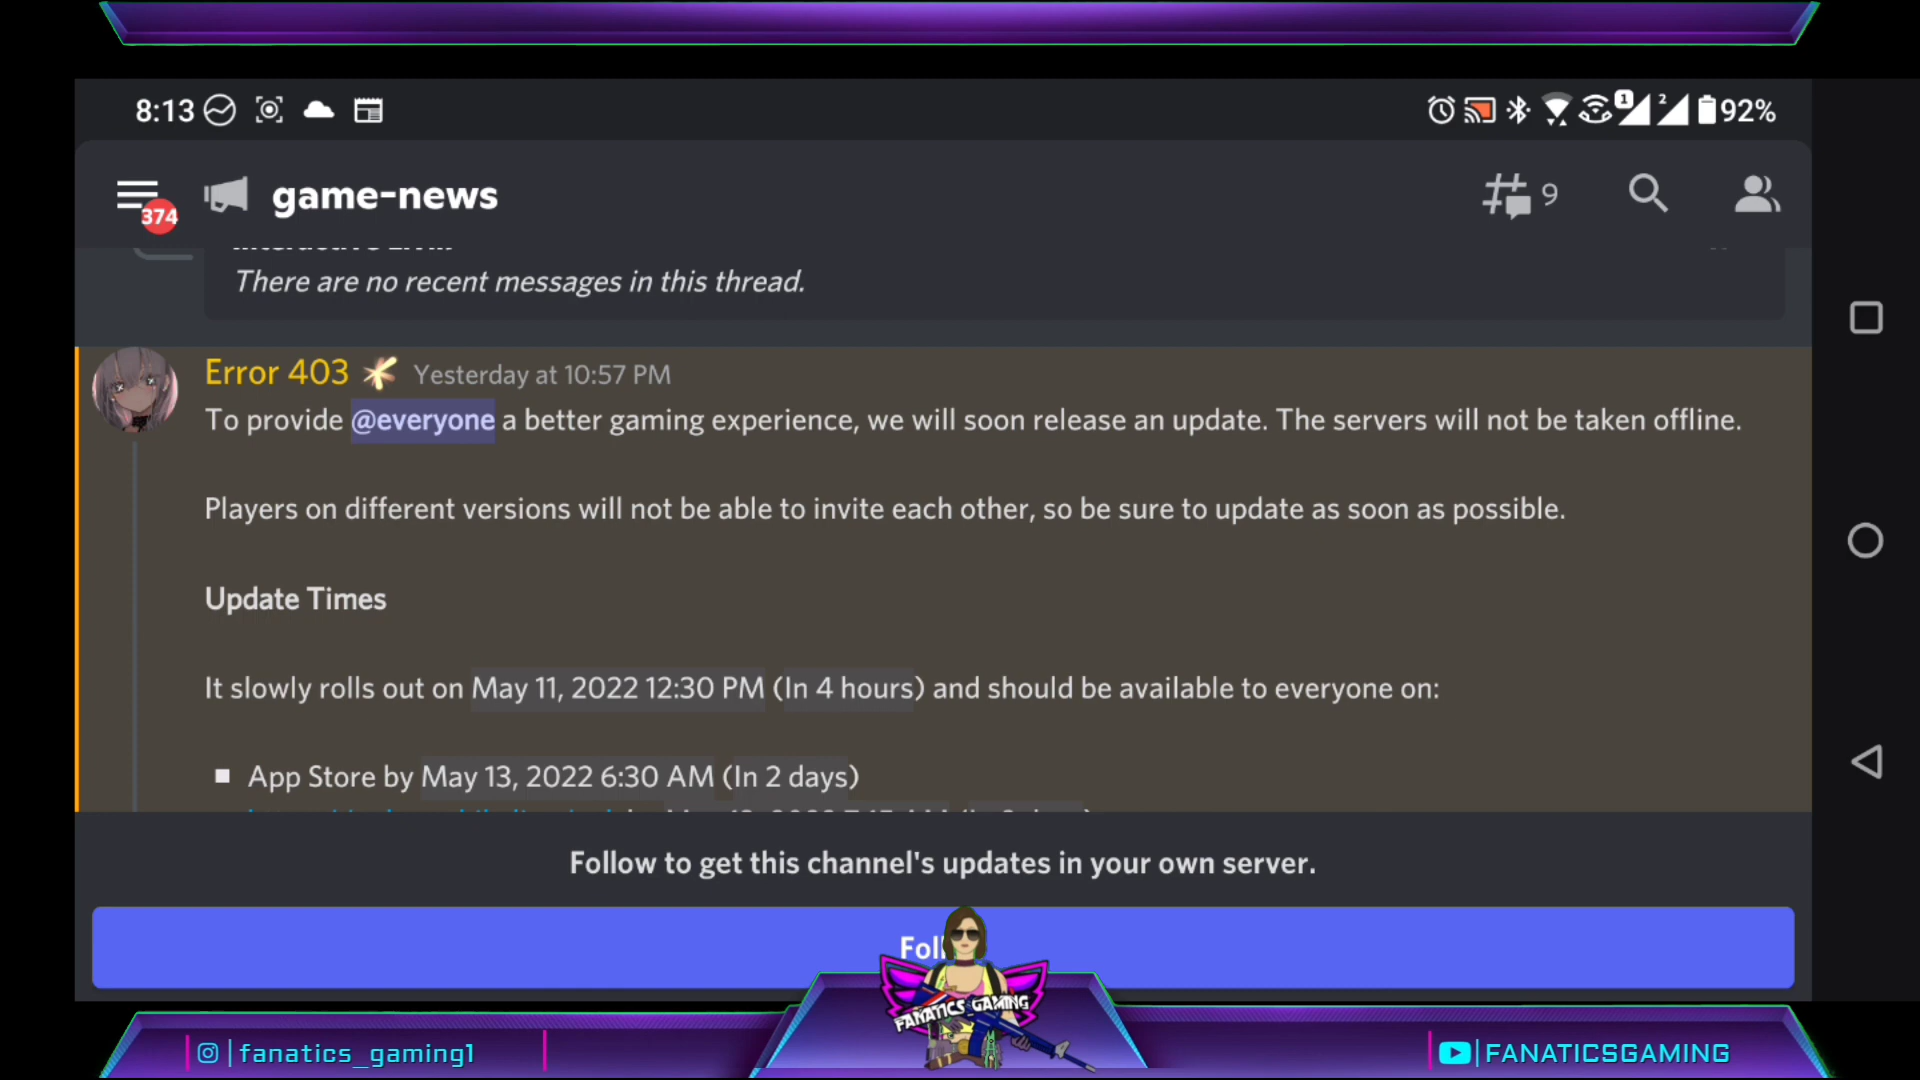 8:13
1 2 92%
374 game-news 9
There are no recent messages in this thread.
Error 403 Yesterday at 10:57 PM
To provide @everyone a better gaming experience, we will soon release an update. The servers will not be taken offline.
Players on different versions will not be able to invite each other, so be sure to update as soon as possible.
Update Times
It slowly rolls out on May 11, 2022 12:30 PM (In 4 hours) and should be available to everyone on:
▪ App Store by May 13, 2022 6:30 AM (In 2 days)
Follow to get this channel's updates in your own server.
FANATICS_GAMING
fanatics_gaming1
FANATICSGAMING